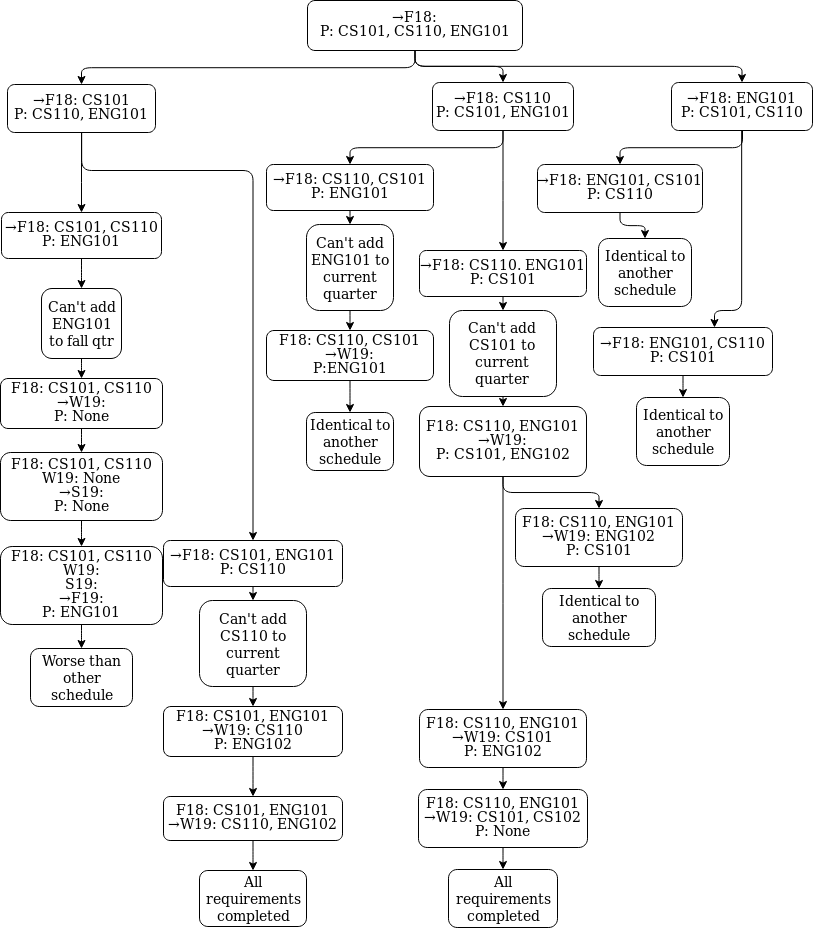 →F18:
P: CS101, CS110, ENG101
→F18: CS101
P: CS110, ENG101
→F18: CS101, CS110
P: ENG101
Can't add
ENG101
to fall qtr
F18: CS101, CS110
→W19:
P: None
F18: CS101, CS110
W19: None
→S19:
P: None
F18: CS101, CS110
W19:
S19:
→F19:
P: ENG101
Worse than
other
schedule
→F18: CS101, ENG101
P: CS110
Can't add
CS110 to
current
quarter
F18: CS101, ENG101
→W19: CS110
P: ENG102
F18: CS101, ENG101
→W19: CS110, ENG102
All
requirements
completed
→F18: CS110
P: CS101, ENG101
→F18: CS110, CS101
P: ENG101
Can't add
ENG101 to
current
quarter
F18: CS110, CS101
→W19:
P:ENG101
Identical to
another
schedule
→F18: CS110. ENG101
P: CS101
Can't add
CS101 to
current
quarter
F18: CS110, ENG101
→W19:
P: CS101, ENG102
F18: CS110, ENG101
→W19: ENG102
P: CS101
Identical to
another
schedule
F18: CS110, ENG101
→W19: CS101
P: ENG102
F18: CS110, ENG101
→W19: CS101, CS102
P: None
All
requirements
completed
→F18: ENG101
P: CS101, CS110
→F18: ENG101, CS101
P: CS110
Identical to
another
schedule
→F18: ENG101, CS110
P: CS101
Identical to
another
schedule